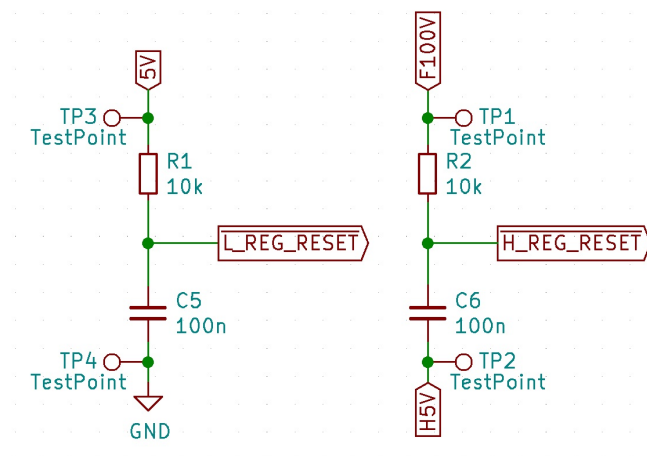 5V
TP3
TestPoint
R1
10k
L_REG_RESET
C5
100n
TP4
TestPoint
GND
F100V
TP1
TestPoint
R2
10k
H_REG_RESET
C6
100n
TP2
TestPoint
H5V